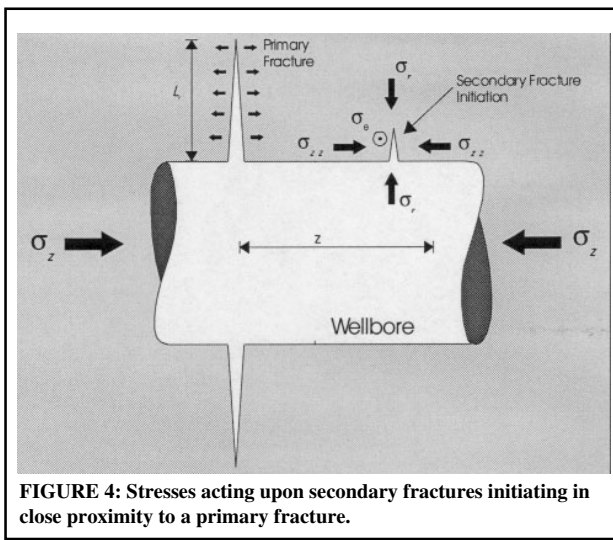 Primary
Fracture
L
σr
Secondary Fracture
Initiation
σθ
σzz
σzz
σr
σz
σz
z
Wellbore
FIGURE 4: Stresses acting upon secondary fractures initiating in
close proximity to a primary fracture.